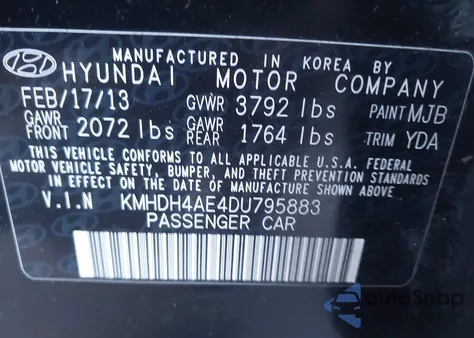 MANUFACTURED IN KOREA BY
HYUNDAI MOTOR COMPANY
FEB/17/13 GVWR 3792 lbs PAINT MJB
GAWR FRONT 2072 lbs GAWR REAR 1764 lbs TRIM YDA
THIS VEHICLE CONFORMS TO ALL APPLICABLE U.S.A. FEDERAL
MOTOR VEHICLE SAFETY, BUMPER, AND THEFT PREVENTION STANDARDS
IN EFFECT ON THE DATE OF MANUFACTURE SHOWN ABOVE.
V.I.N KMHDH4AE4DU795883
PASSENGER CAR
AutoSnap